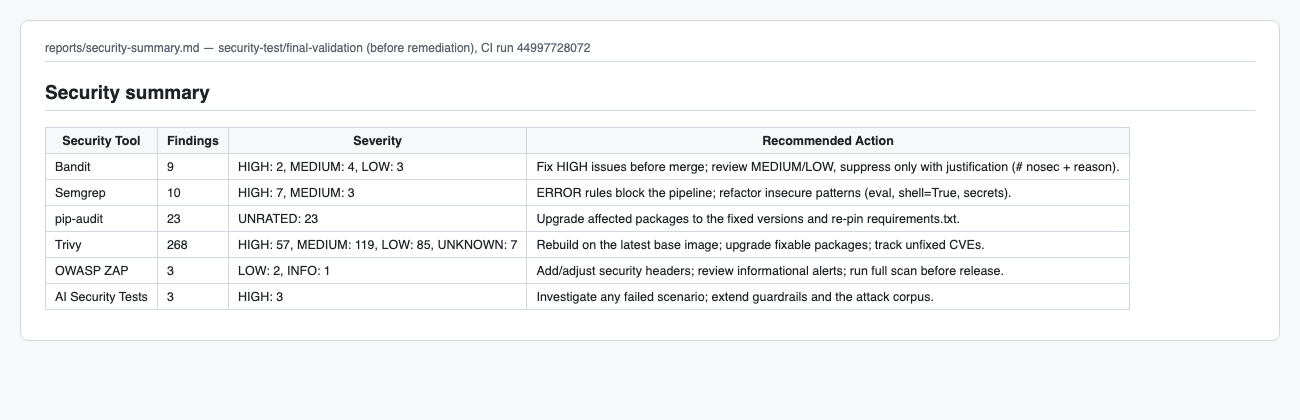 reports/security-summary.md — security-test/final-validation (before remediation), CI run 44997728072
Security summary
Security Tool Findings Severity Recommended Action
Bandit 9 HIGH: 2, MEDIUM: 4, LOW: 3 Fix HIGH issues before merge; review MEDIUM/LOW, suppress only with justification (# nosec + reason).
Semgrep 10 HIGH: 7, MEDIUM: 3 ERROR rules block the pipeline; refactor insecure patterns (eval, shell=True, secrets).
pip-audit 23 UNRATED: 23 Upgrade affected packages to the fixed versions and re-pin requirements.txt.
Trivy 268 HIGH: 57, MEDIUM: 119, LOW: 85, UNKNOWN: 7 Rebuild on the latest base image; upgrade fixable packages; track unfixed CVEs.
OWASP ZAP 3 LOW: 2, INFO: 1 Add/adjust security headers; review informational alerts; run full scan before release.
AI Security Tests 3 HIGH: 3 Investigate any failed scenario; extend guardrails and the attack corpus.